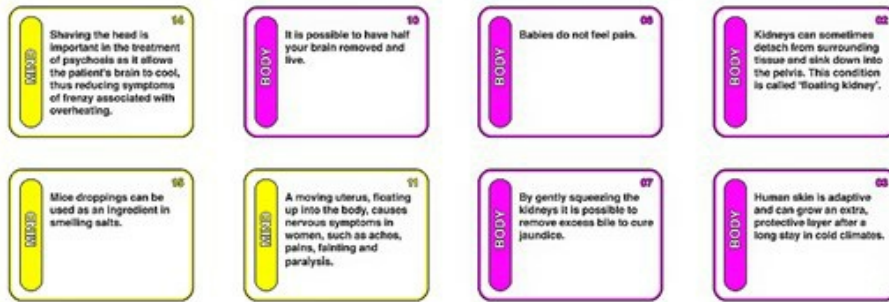 14
MIND
Shaving the head is
important in the treatment
of psychosis as it allows
the patient's brain to cool,
thus reducing symptoms
of frenzy associated with
overheating.
10
BODY
It is possible to have half
your brain removed and
live.
BODY
Babies do not feel pain.
02
BODY
Kidneys can sometimes
detach from surrounding
tissue and sink down into
the pelvis. This condition
is called 'floating kidney'.
15
MIND
Mice droppings can be
used as an ingredient in
smelling salts.
11
MIND
A moving uterus, floating
up into the body, causes
nervous symptoms in
women, such as aches,
pains, fainting and
paralysis.
07
BODY
By gently squeezing the
kidneys it is possible to
remove excess bile to cure
jaundice.
BODY
Human skin is adaptive
and can grow an extra,
protective layer after a
long stay in cold climates.